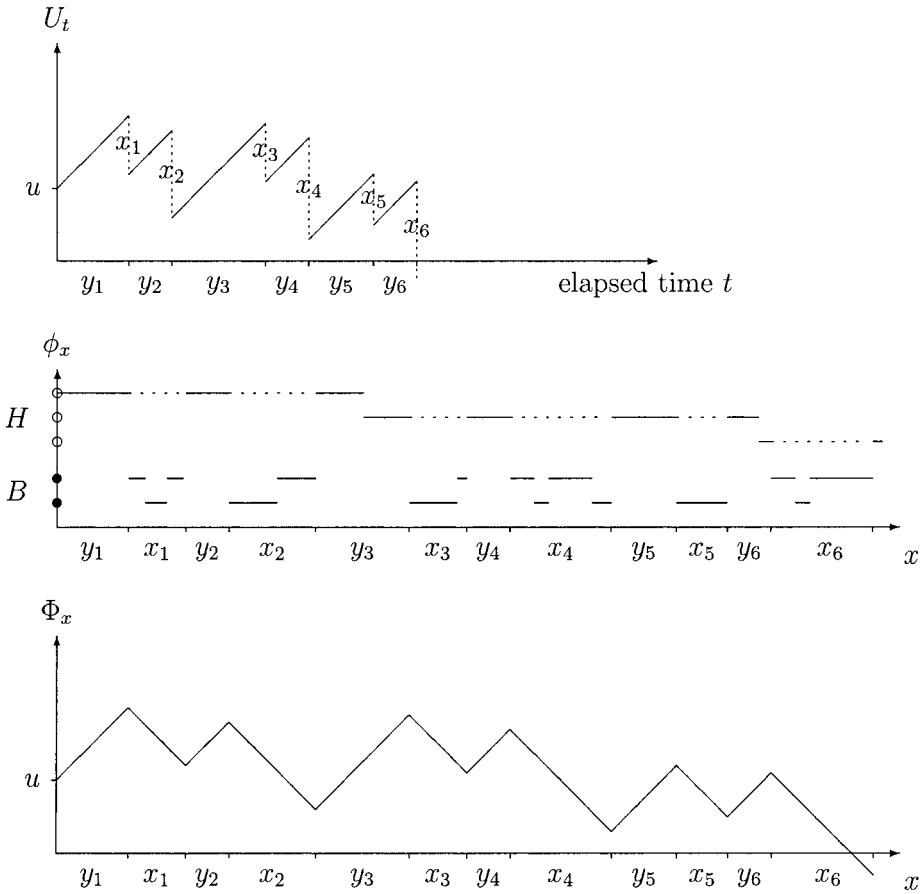 U_t
x_1 x_2 x_3 x_4 x_5 x_6
u
y_1 y_2 y_3 y_4 y_5 y_6
elapsed time t
ϕ_x
H
B
y_1 x_1 y_2 x_2 y_3 x_3 y_4 x_4 y_5 x_5 y_6 x_6 x
Φ_x
u
y_1 x_1 y_2 x_2 y_3 x_3 y_4 x_4 y_5 x_5 y_6 x_6 x